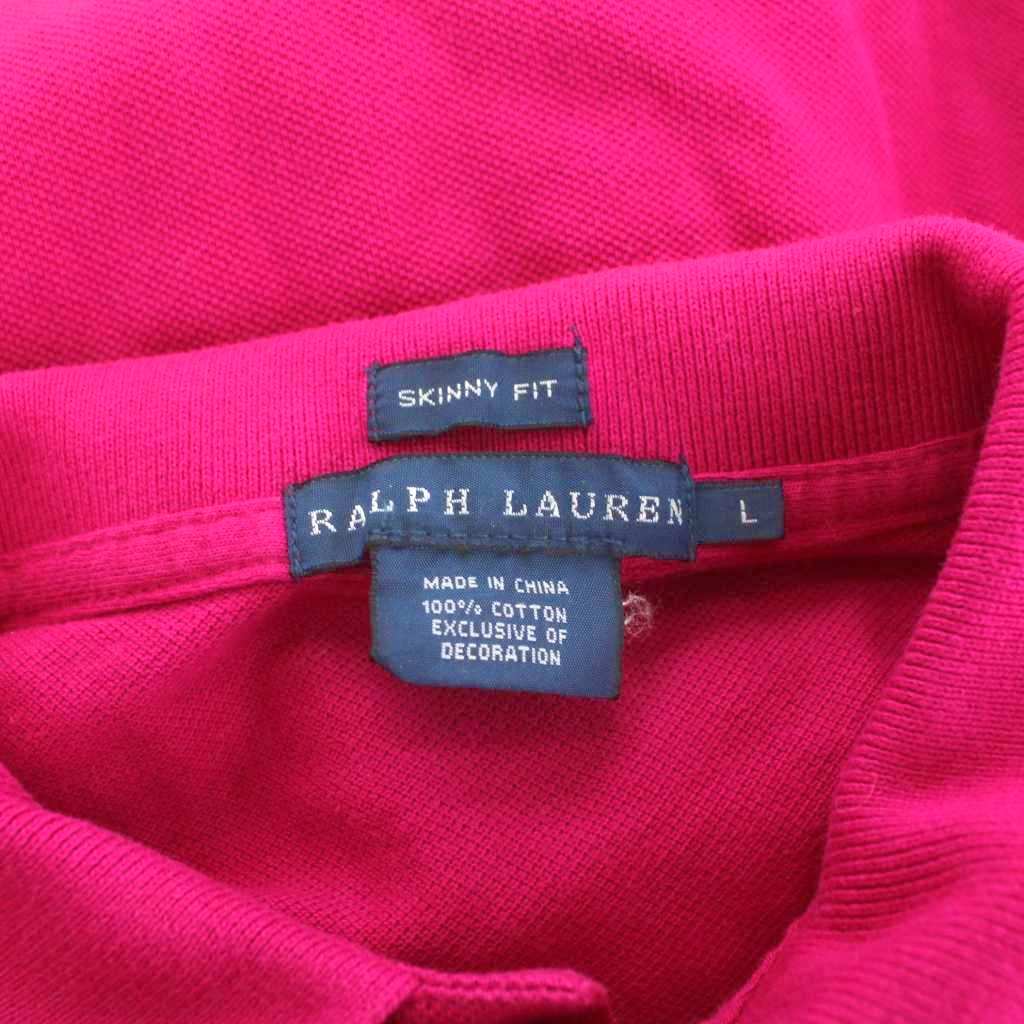 SKINNY FIT
RALPH LAUREN
L
MADE IN CHINA
100% COTTON
EXCLUSIVE OF
DECORATION